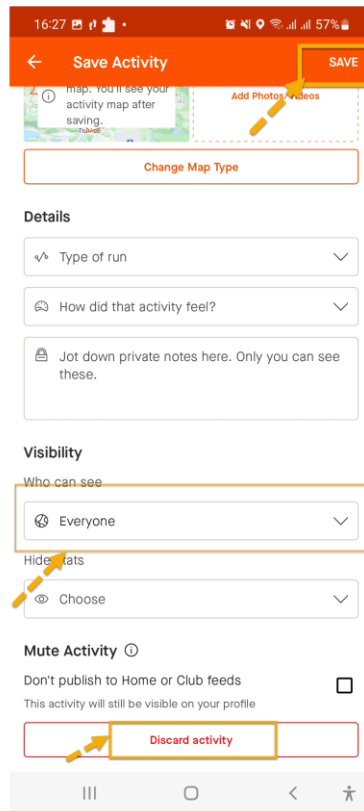 16:27 57%
Save Activity SAVE
map. You'll see your
activity map after
saving.
Add Photos/Videos
Change Map Type
Details
Type of run
How did that activity feel?
Jot down private notes here. Only you can see
these.
Visibility
Who can see
Everyone
Hide Stats
Choose
Mute Activity
Don't publish to Home or Club feeds
This activity will still be visible on your profile
Discard activity